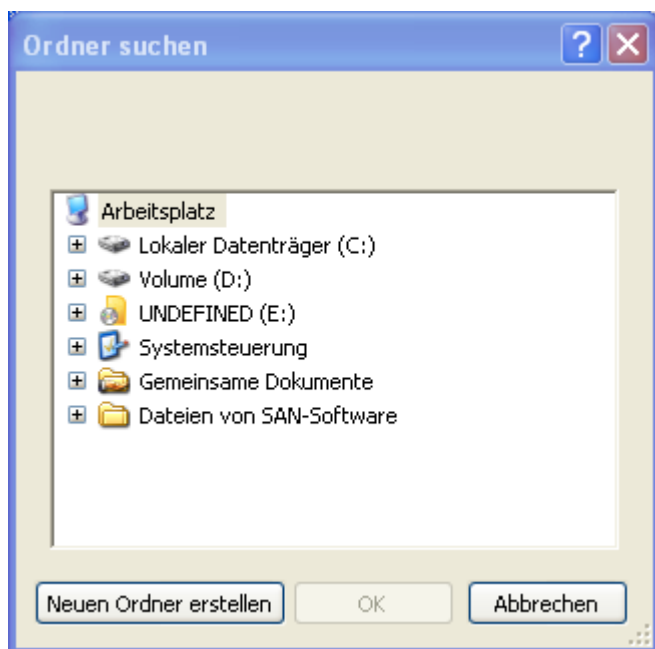 Ordner suchen
Arbeitsplatz
Lokaler Datenträger (C:)
Volume (D:)
UNDEFINED (E:)
Systemsteuerung
Gemeinsame Dokumente
Dateien von SAN-Software
Neuen Ordner erstellen OK Abbrechen